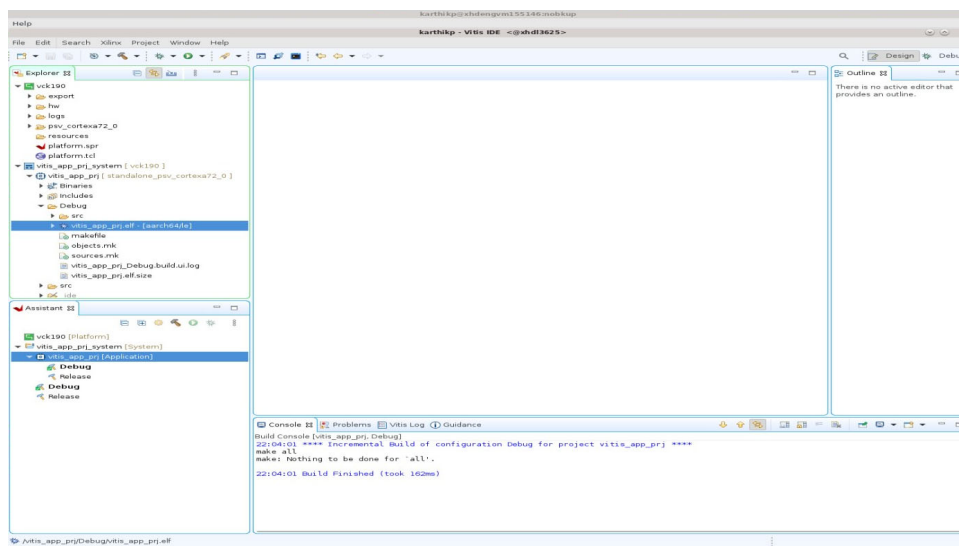 karthikp@xhdengvm155146:nobkup
Help
karthikp - Vitis IDE <@xhdl3625>
File Edit Search Xilinx Project Window Help
Design Debu
Explorer
vck190
export
hw
logs
psv_cortexa72_0
resources
platform.spr
platform.tcl
vitis_app_prj_system [ vck190 ]
vitis_app_prj [ standalone_psv_cortexa72_0 ]
Binaries
Includes
Debug
src
vitis_app_prj.elf - [aarch64/le]
makefile
objects.mk
sources.mk
vitis_app_prj_Debug.build.ui.log
vitis_app_prj.elf.size
src
ide
Assistant
vck190 [Platform]
vitis_app_prj_system [System]
vitis_app_prj [Application]
Debug
Release
Debug
Release
Outline
There is no active editor that
provides an outline.
Console Problems Vitis Log Guidance
Build Console [vitis_app_prj, Debug]
22:04:01 **** Incremental Build of configuration Debug for project vitis_app_prj ****
make all
make: Nothing to be done for `all'.
22:04:01 Build Finished (took 162ms)
/vitis_app_prj/Debug/vitis_app_prj.elf